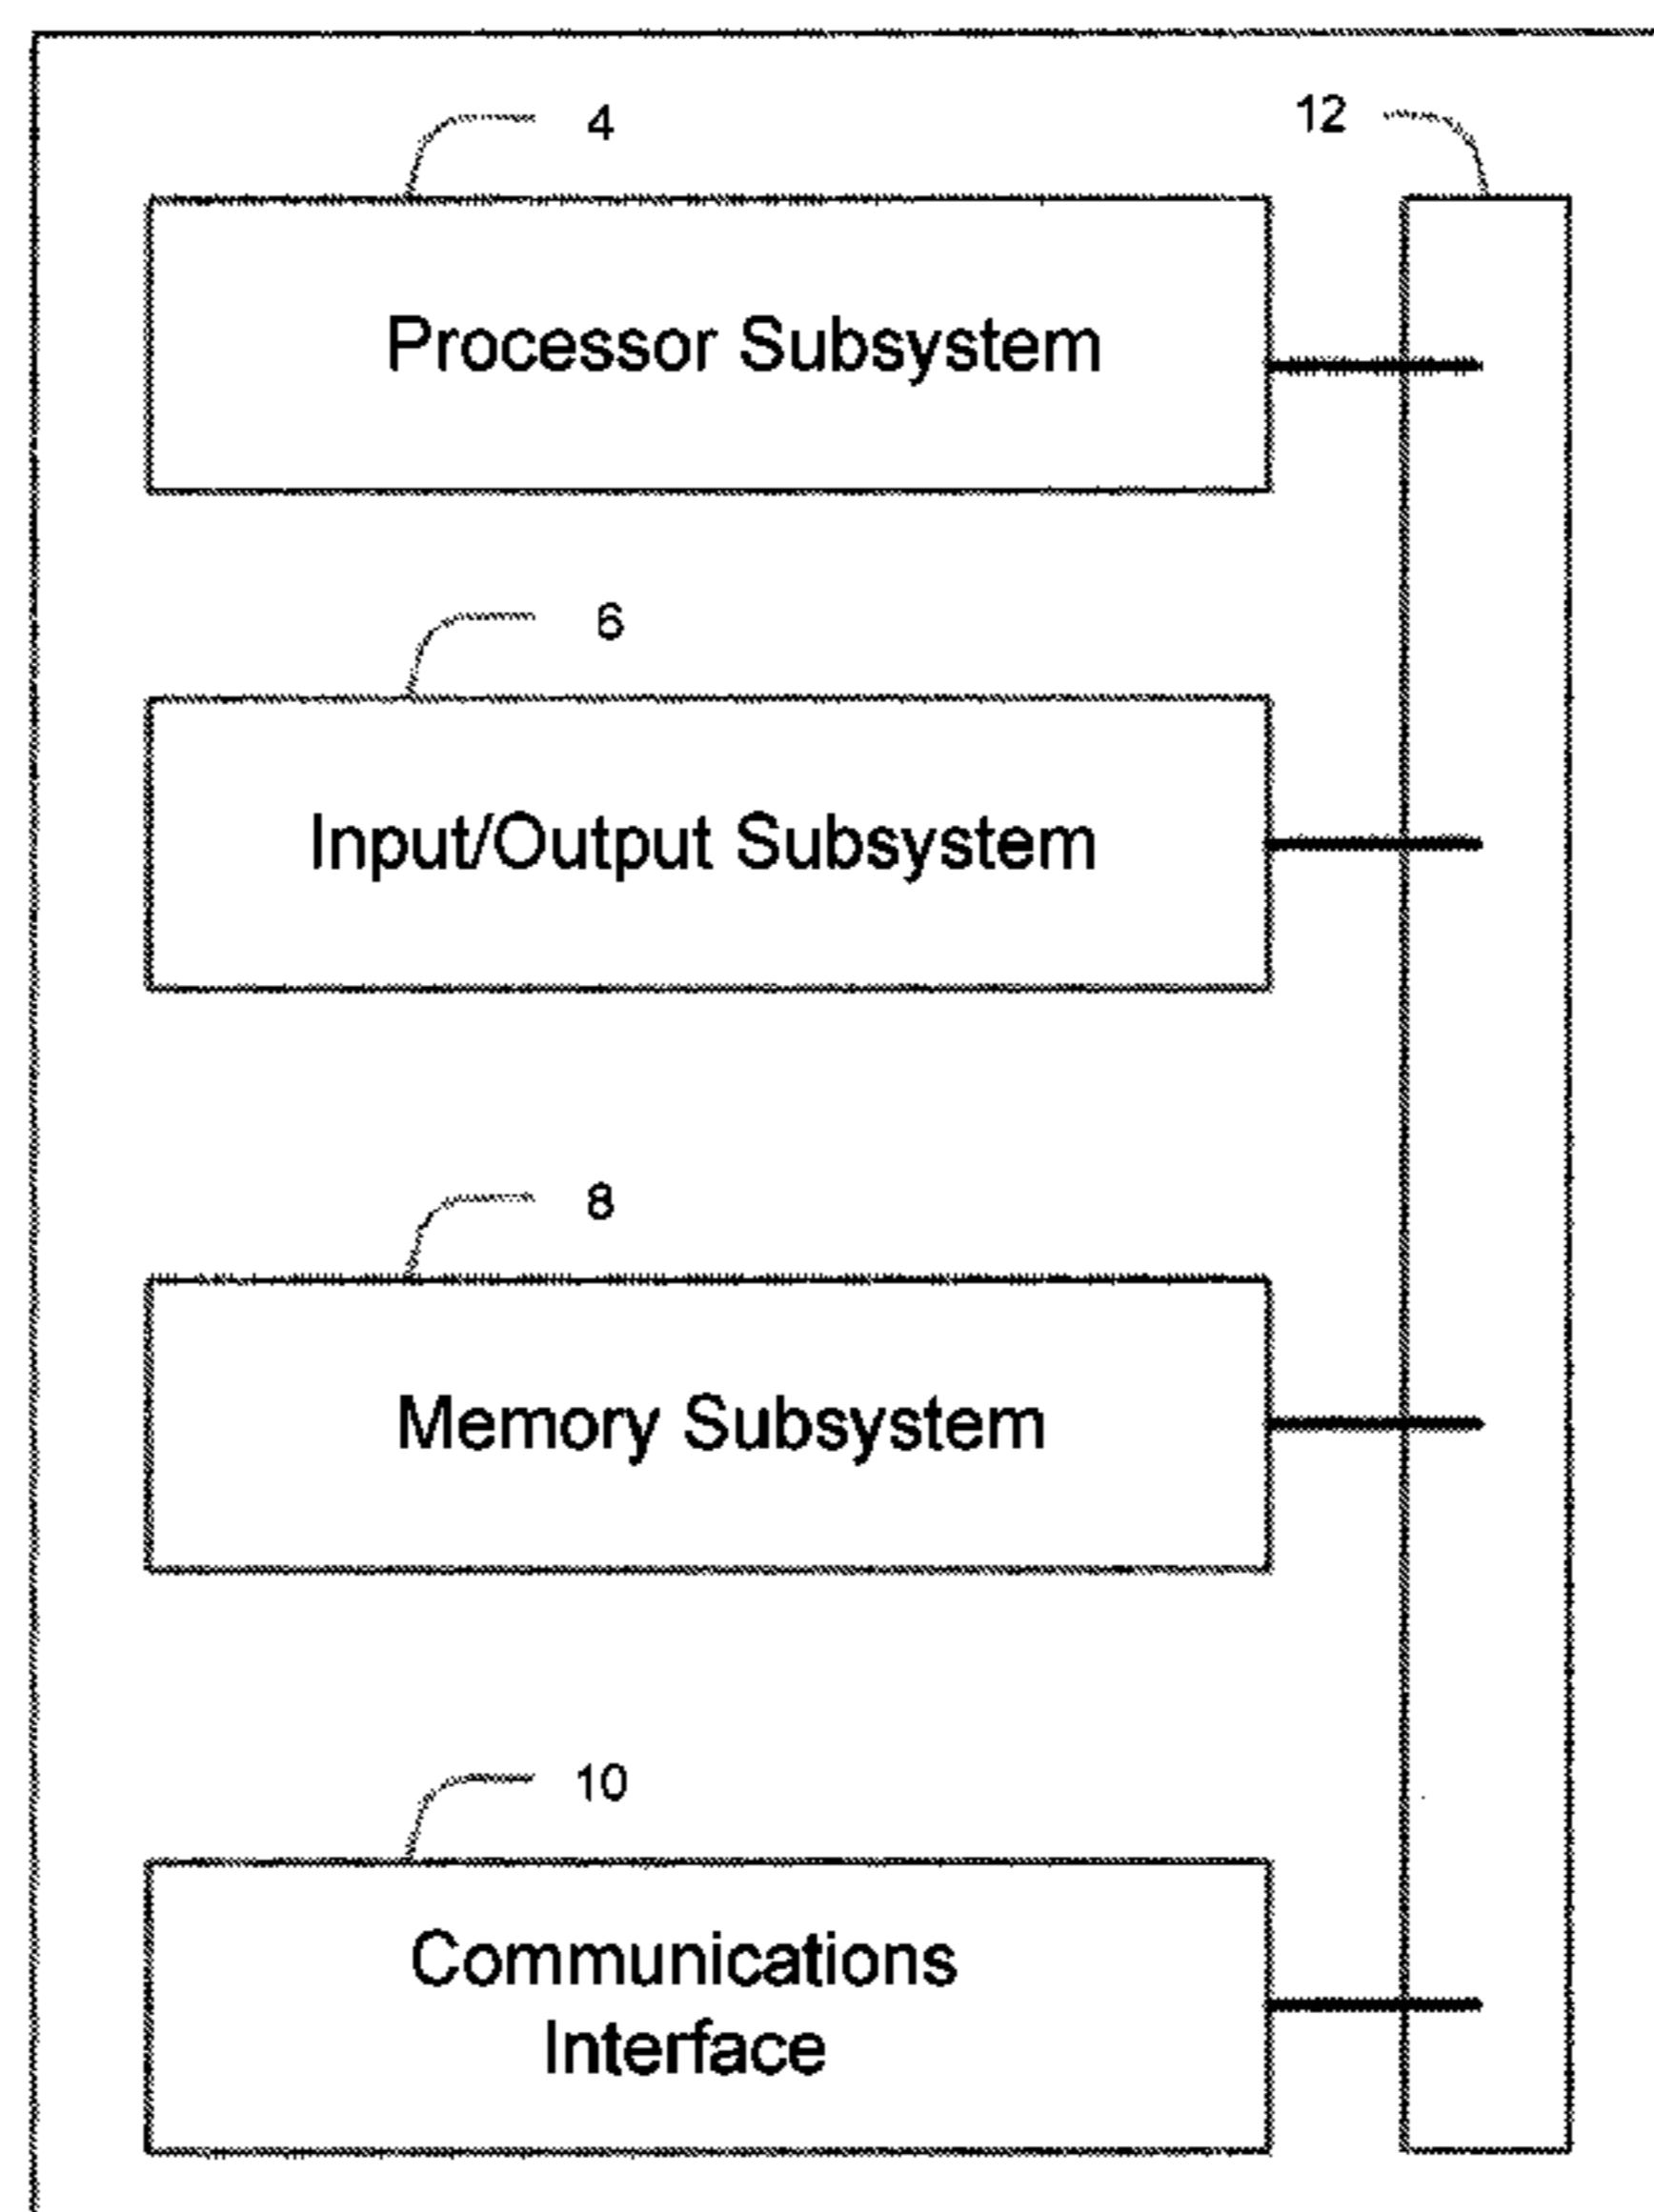 4
12
Processor Subsystem
6
Input/Output Subsystem
8
Memory Subsystem
10
Communications
Interface